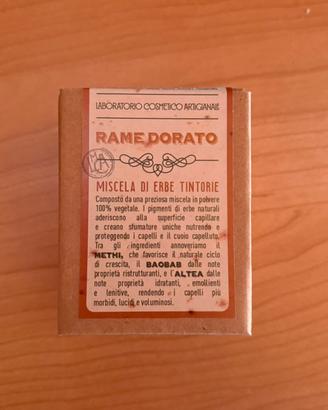 LABORATORIO COSMETICO ARTIGIANALE
RAME DORATO
MISCELA DI ERBE TINTORIE
Composto da una preziosa miscela in polvere
100% vegetale. I pigmenti di erbe naturali
aderiscono alla superficie capillare
e creano sfumature uniche nutrendo e
proteggendo i capelli e il cuoio capelluto.
Tra gli ingredienti annoveriamo il
METHI, che favorisce il naturale ciclo
di crescita, il BAOBAB dalle note
proprietà ristrutturanti, e l'ALTEA dalle
note proprietà idratanti, emollienti
e lenitive, rendendo i capelli più
morbidi, lucidi e voluminosi.